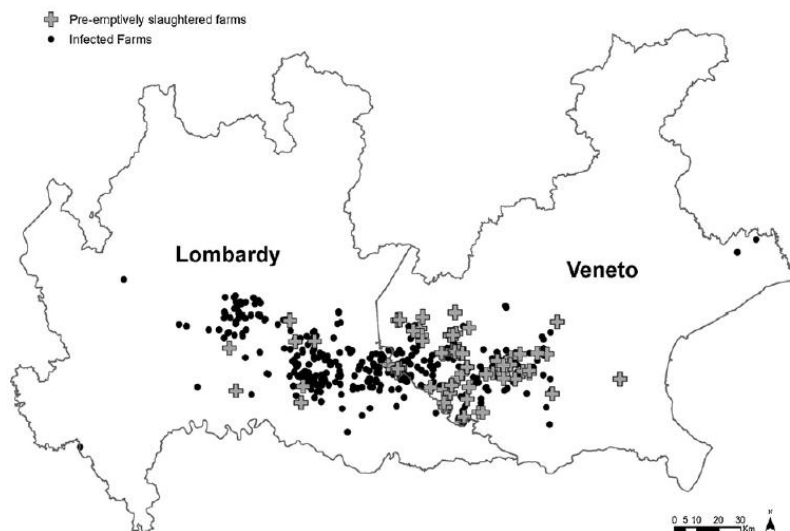 Pre-emptively slaughtered farms
Infected Farms
Lombardy
Veneto
0 5 10 20 30
Km
N